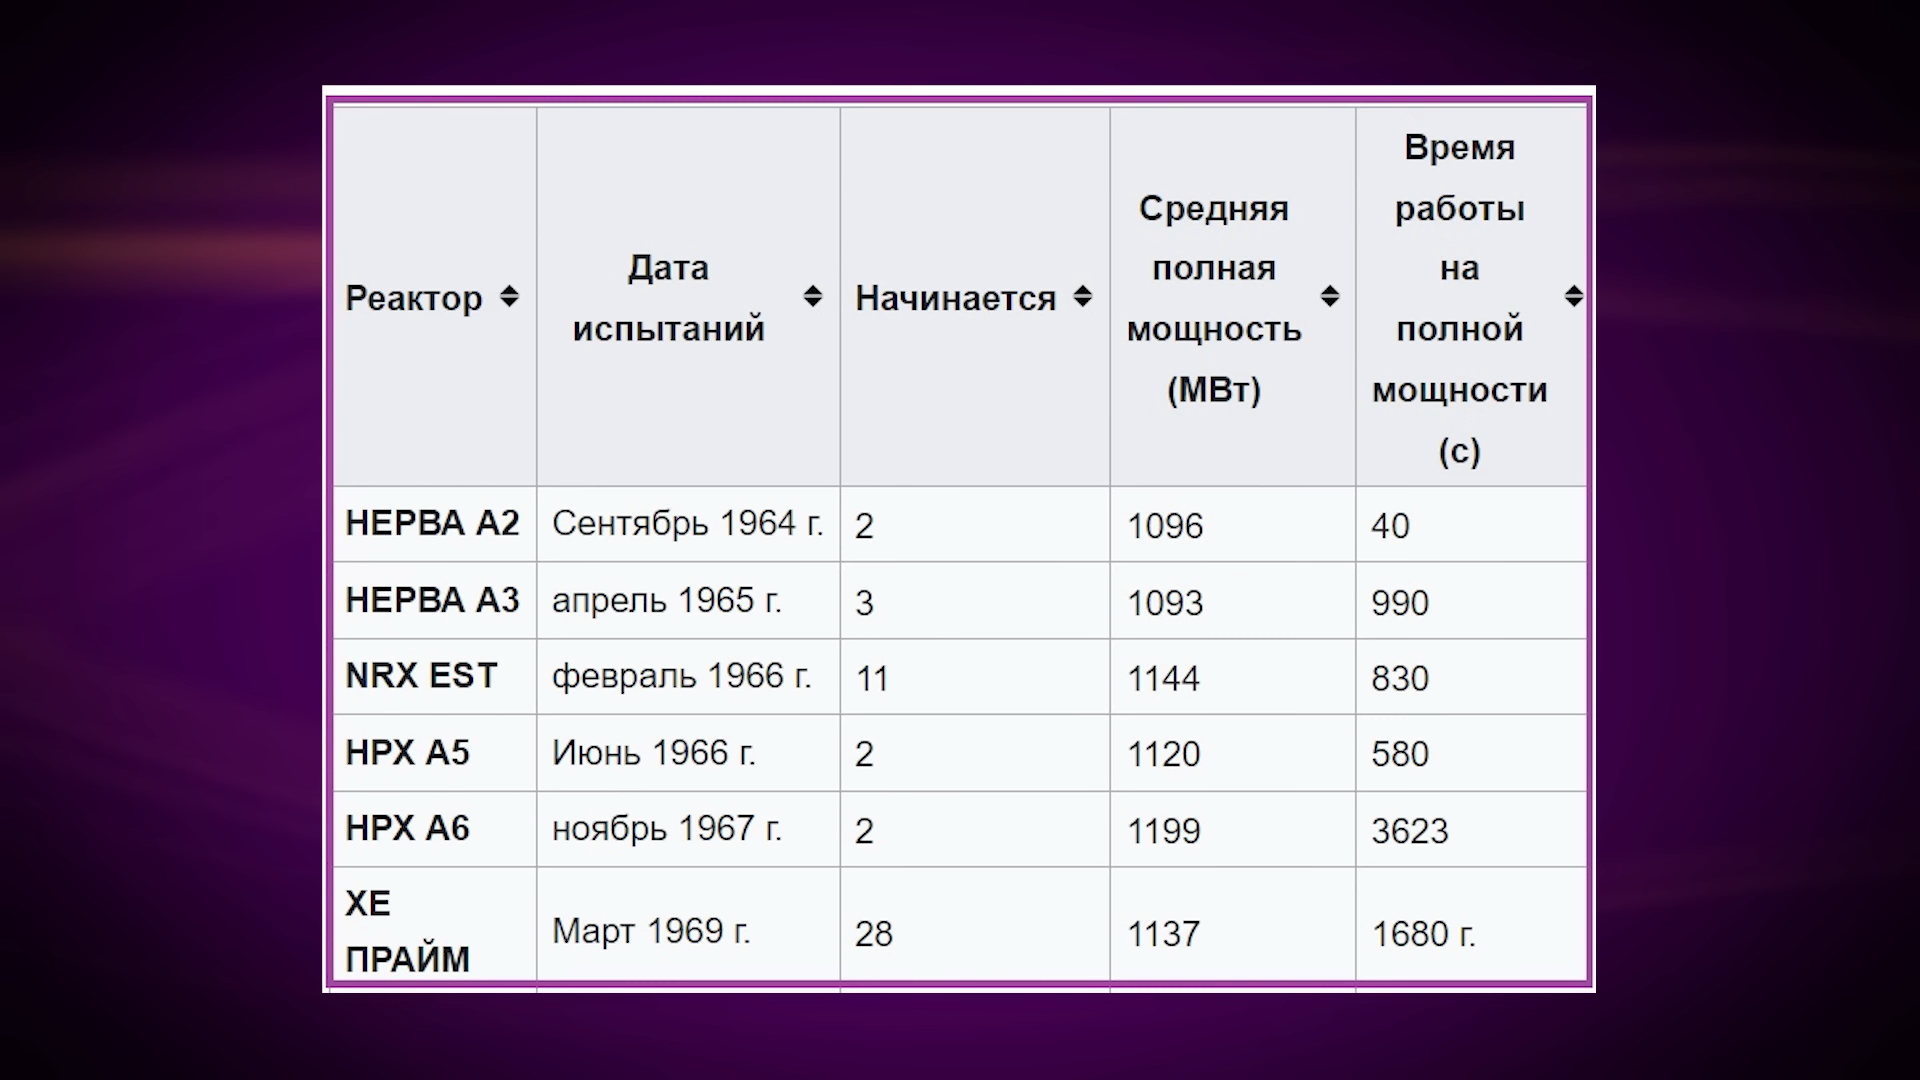 Реактор
Дата
испытаний
Начинается
Средняя
полная
мощность
(МВт)
Время
работы
на
полной
мощности
(с)
НЕРВА А2 Сентябрь 1964 г. 2 1096 40
НЕРВА А3 апрель 1965 г. 3 1093 990
NRX EST февраль 1966 г. 11 1144 830
НРХ А5 Июнь 1966 г. 2 1120 580
НРХ А6 ноябрь 1967 г. 2 1199 3623
ХЕ
ПРАЙМ
Март 1969 г. 28 1137 1680 г.